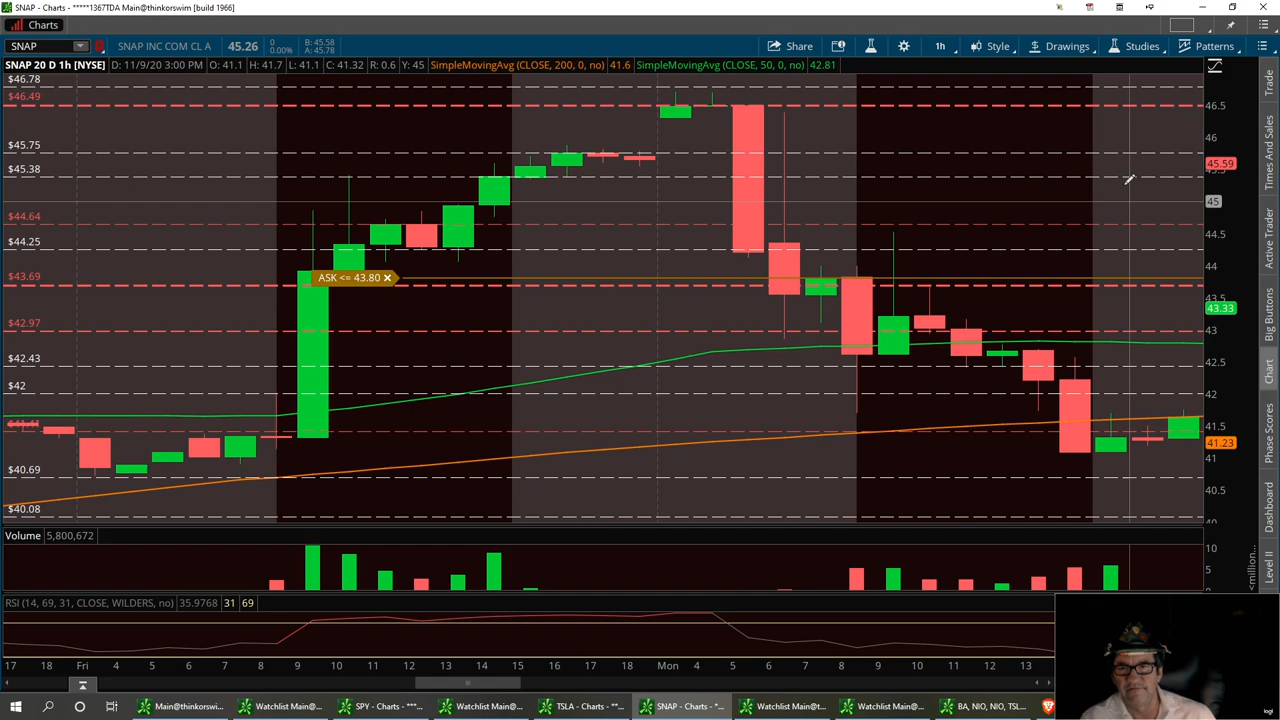 SNAP - Charts - *****1367TDA Main@thinkorswim [build 1966]
Charts
SNAP SNAP INC COM CL A 45.26 0 0.00% B: 45.58 A: 45.78 Share 1h Style Drawings Studies Patterns
SNAP 20 D 1h [NYSE] D: 11/9/20 3:00 PM O: 41.1 H: 41.7 L: 41.1 C: 41.32 R: 0.6 Y: 45 SimpleMovingAvg (CLOSE, 200, 0, no) 41.6 SimpleMovingAvg (CLOSE, 50, 0, no) 42.81
$46.78
$46.49
$45.75
$45.38
$44.64
$44.25
$43.69
$42.97
$42.43
$42
$40.69
$40.08
ASK <= 43.80
46.5
46
45.59
45
44.5
44
43.5
43.33
43
42.5
42
41.5
41.23
41
40.5
Volume 5,800,672
10
5
<million...
RSI (14, 69, 31, CLOSE, WILDERS, no) 35.9768 31 69
17 18 Fri 4 5 6 7 8 9 10 11 12 13 14 15 16 17 18 Mon 4 5 6 7 8 9 10 11 12 13
Trade
Times And Sales
Active Trader
Big Buttons
Chart
Phase Scores
Dashboard
Level II
logi
Main@thinkorswi... Watchlist Main@... SPY - Charts - ***... Watchlist Main@... TSLA - Charts - **... SNAP - Charts - *... Watchlist Main@t... Watchlist Main@... BA, NIO, NIO, TSL...